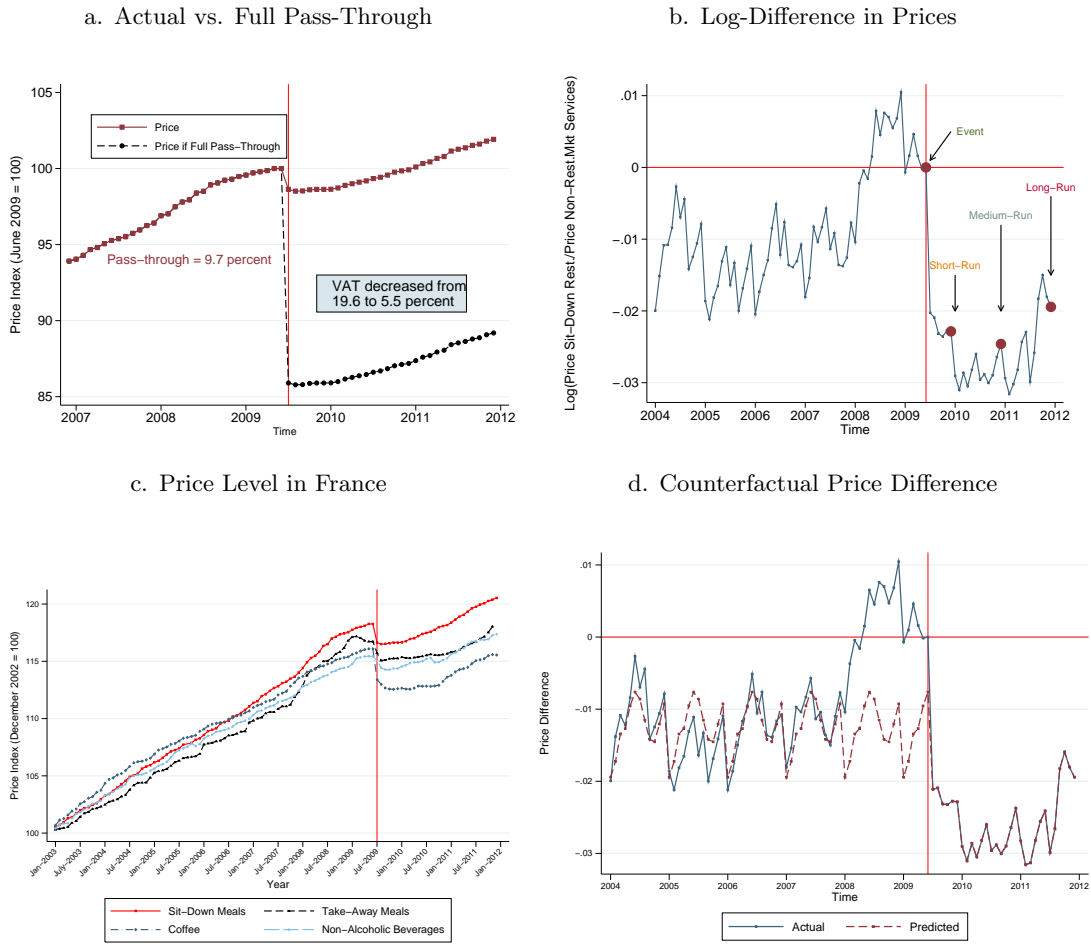 a. Actual vs. Full Pass-Through
Price Index (June 2009 = 100)
105
100
95
90
85
Price
Price if Full Pass−Through
Pass−through = 9.7 percent
VAT decreased from
19.6 to 5.5 percent
2007 2008 2009 2010 2011 2012
Time
b. Log-Difference in Prices
Log(Price Sit−Down Rest./Price Non−Rest.Mkt Services)
.01
0
−.01
−.02
−.03
Event
Long−Run
Medium−Run
Short−Run
2004 2005 2006 2007 2008 2009 2010 2011 2012
Time
c. Price Level in France
Price Index (December 2002 = 100)
120
115
110
105
100
Jan−2003 July−2003 Jan−2004 Jul−2004 Jan−2005 Jul−2005 Jan−2006 Jul−2006 Jan−2007 Jul−2007 Jan−2008 Jul−2008 Jan−2009 Jul−2009 Jan−2010 Jul−2010 Jan−2011 Jul−2011 Jan−2012
Year
Sit−Down Meals Take−Away Meals
Coffee Non−Alcoholic Beverages
d. Counterfactual Price Difference
Price Difference
.01
0
−.01
−.02
−.03
2004 2005 2006 2007 2008 2009 2010 2011 2012
Time
Actual Predicted